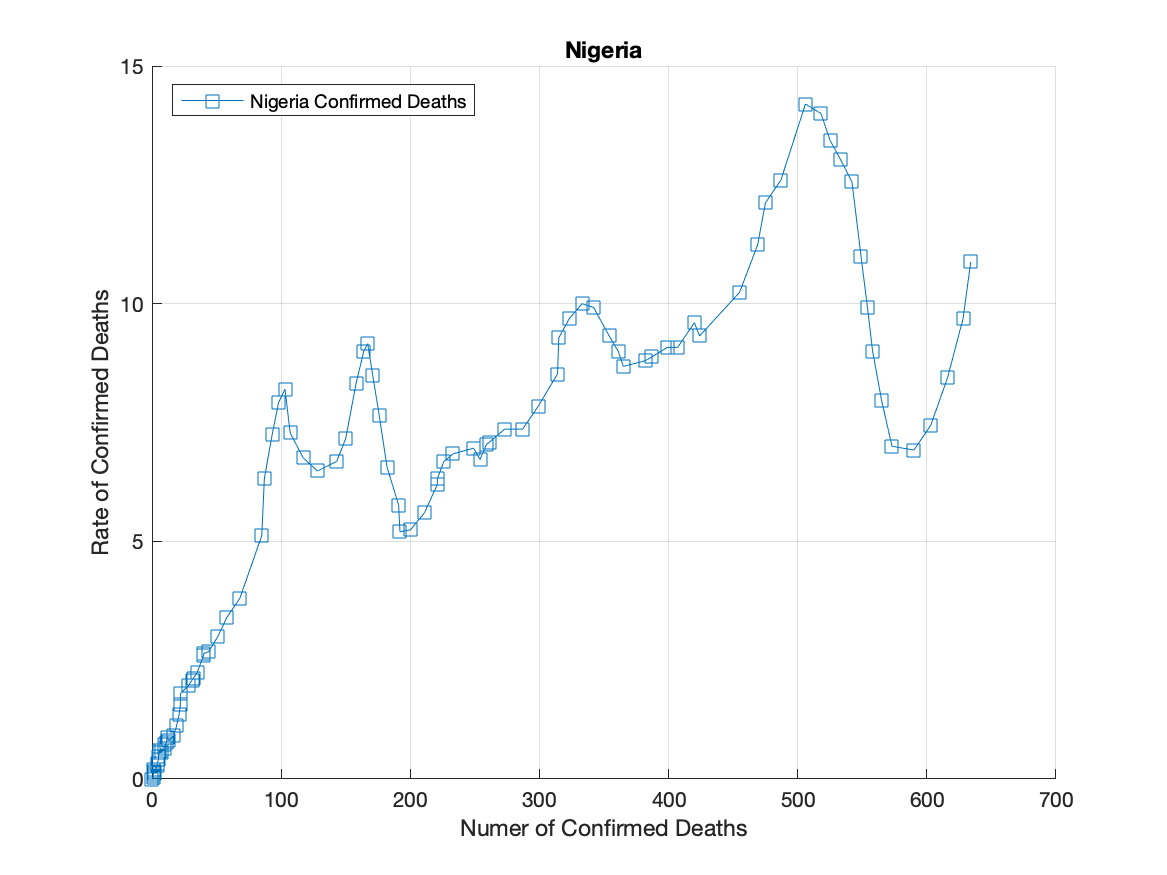 Nigeria
15
Nigeria Confirmed Deaths
10
5
0
Rate of Confirmed Deaths
0 100 200 300 400 500 600 700
Numer of Confirmed Deaths